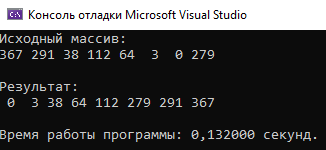 Консоль отладки Microsoft Visual Studio
Исходный массив:
367 291 38 112 64  3  0 279
Результат:
 0  3 38 64 112 279 291 367
Время работы программы: 0,132000 секунд.